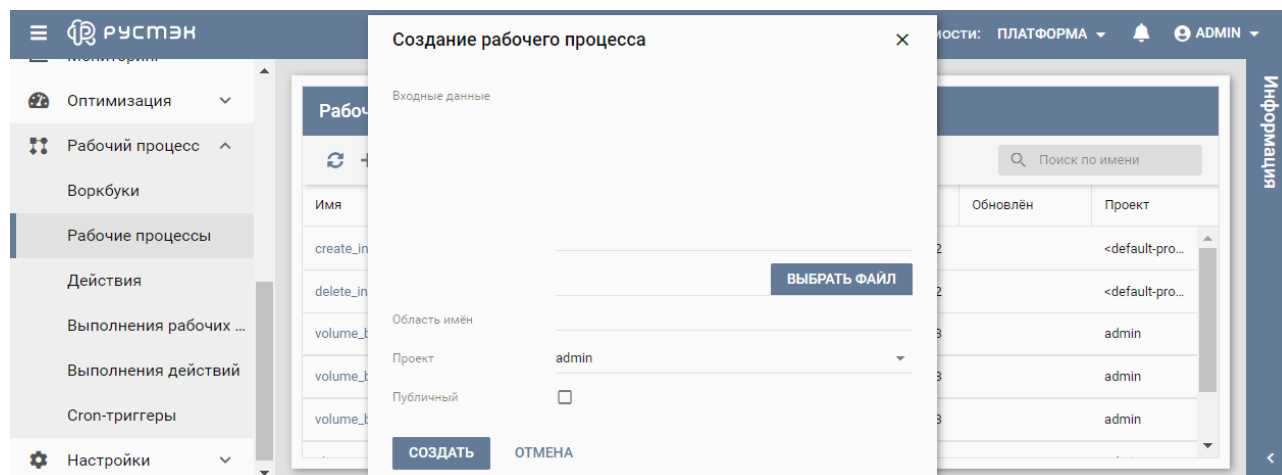 РУСТЭК
Создание рабочего процесса
ПЛАТФОРМА
ADMIN
Информация
Оптимизация
Рабочий процесс
Воркбуки
Рабочие процессы
Действия
Выполнения рабочих ...
Выполнения действий
Cron-триггеры
Настройки
Входные данные
ВЫБРАТЬ ФАЙЛ
Область имён
Проект
admin
Публичный
СОЗДАТЬ ОТМЕНА
Поиск по имени
Имя Обновлён Проект
create_in <default-pro...
delete_in <default-pro...
volume_b admin
volume_b admin
volume_b admin